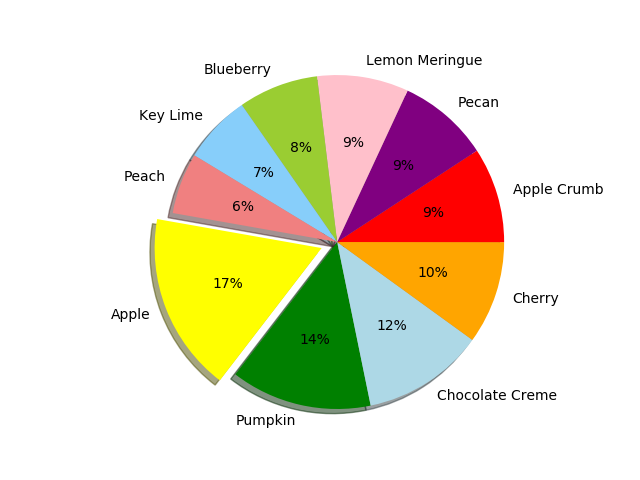 Lemon Meringue
Blueberry
Pecan
Key Lime
8%
9%
9%
7%
Peach
Apple Crumb
6%
9%
10%
17%
Cherry
Apple
12%
14%
Chocolate Creme
Pumpkin